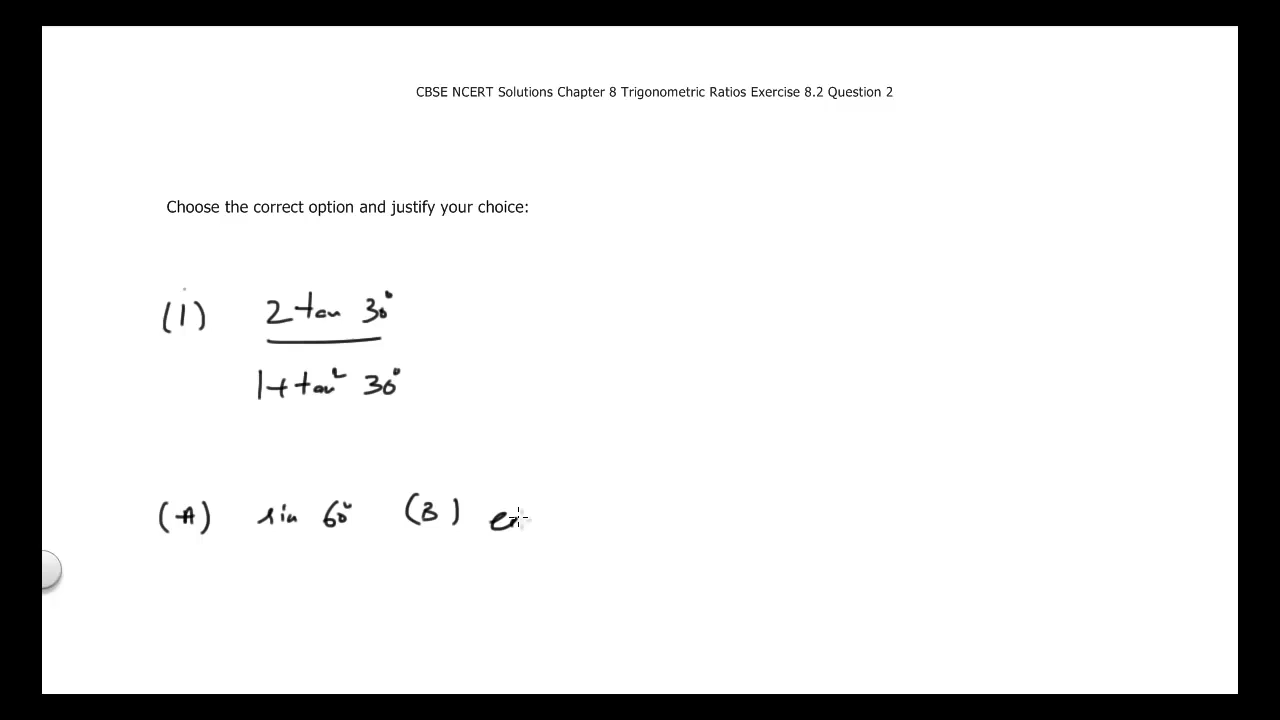 CBSE NCERT Solutions Chapter 8 Trigonometric Ratios Exercise 8.2 Question 2
Choose the correct option and justify your choice:
(i) 2 tan 30°
1 + tan² 30°
(A) sin 60° (B)